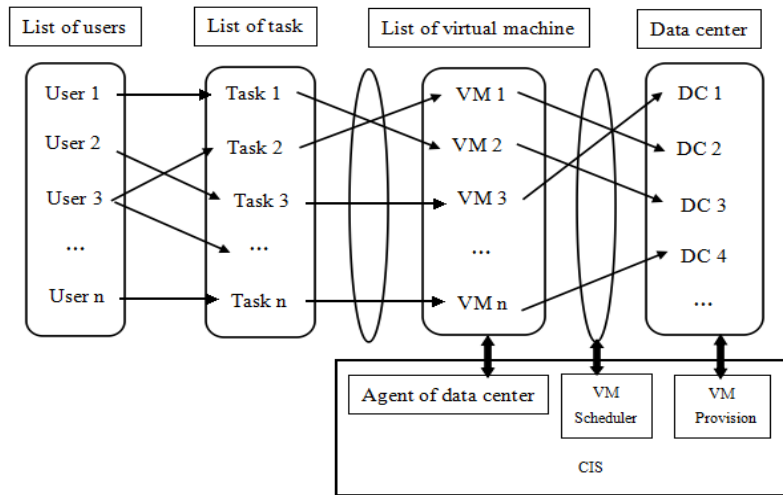 List of users
List of task
List of virtual machine
Data center
User 1
User 2
User 3
...
User n
Task 1
Task 2
Task 3
...
Task n
VM 1
VM 2
VM 3
...
VM n
DC 1
DC 2
DC 3
DC 4
...
Agent of data center
VM
Scheduler
VM
Provision
CIS